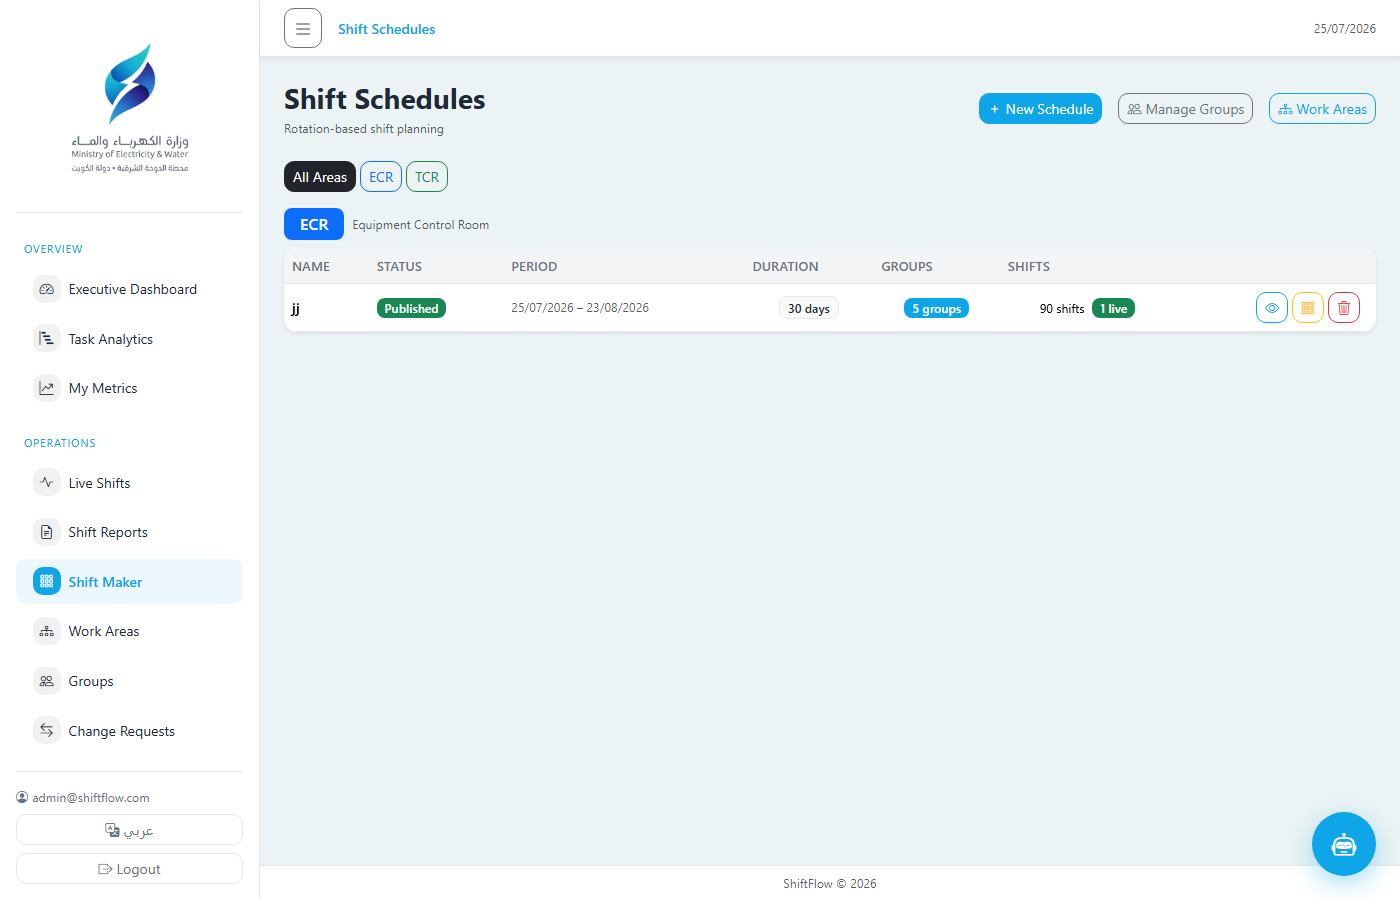 وزارة الكهرباء والماء
Ministry of Electricity & Water
محطة الدوحة الشرقية • دولة الكويت
OVERVIEW
Executive Dashboard
Task Analytics
My Metrics
OPERATIONS
Live Shifts
Shift Reports
Shift Maker
Work Areas
Groups
Change Requests
admin@shiftflow.com
عربي
Logout
Shift Schedules
25/07/2026
Shift Schedules
Rotation-based shift planning
+ New Schedule
Manage Groups
Work Areas
All Areas ECR TCR
ECR Equipment Control Room
NAME STATUS PERIOD DURATION GROUPS SHIFTS
jj Published 25/07/2026 – 23/08/2026 30 days 5 groups 90 shifts 1 live
ShiftFlow © 2026